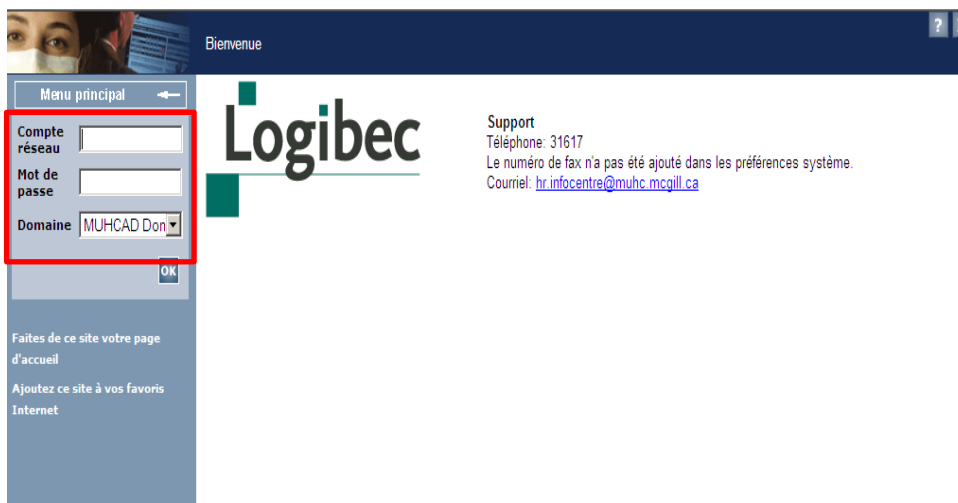 Bienvenue
?
Menu principal
Compte
réseau
Mot de
passe
Domaine MUHCAD Don
OK
Faites de ce site votre page
d'accueil
Ajoutez ce site à vos favoris
Internet
Logibec
Support
Téléphone: 31617
Le numéro de fax n'a pas été ajouté dans les préférences système.
Courriel: hr.infocentre@muhc.mcgill.ca